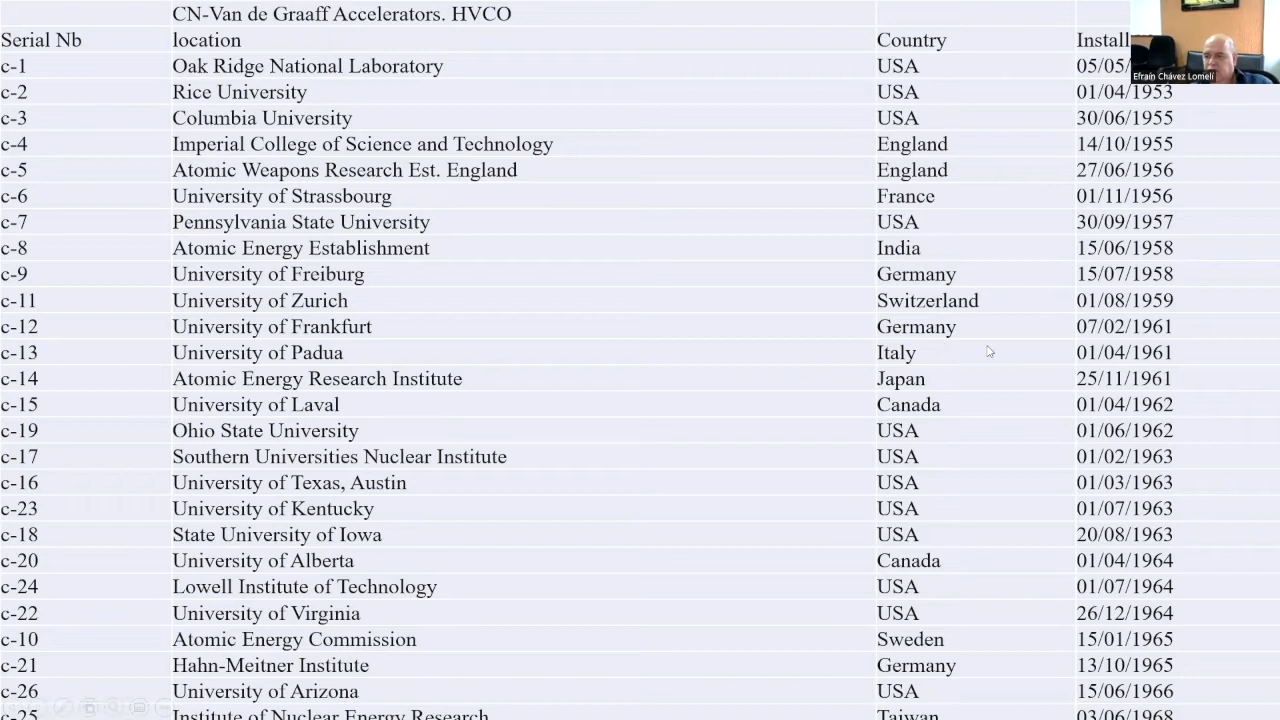 CN-Van de Graaff Accelerators. HVCO
Serial Nb location Country Install
c-1 Oak Ridge National Laboratory USA 05/05/
c-2 Rice University USA 01/04/1953
c-3 Columbia University USA 30/06/1955
c-4 Imperial College of Science and Technology England 14/10/1955
c-5 Atomic Weapons Research Est. England England 27/06/1956
c-6 University of Strassbourg France 01/11/1956
c-7 Pennsylvania State University USA 30/09/1957
c-8 Atomic Energy Establishment India 15/06/1958
c-9 University of Freiburg Germany 15/07/1958
c-11 University of Zurich Switzerland 01/08/1959
c-12 University of Frankfurt Germany 07/02/1961
c-13 University of Padua Italy 01/04/1961
c-14 Atomic Energy Research Institute Japan 25/11/1961
c-15 University of Laval Canada 01/04/1962
c-19 Ohio State University USA 01/06/1962
c-17 Southern Universities Nuclear Institute USA 01/02/1963
c-16 University of Texas, Austin USA 01/03/1963
c-23 University of Kentucky USA 01/07/1963
c-18 State University of Iowa USA 20/08/1963
c-20 University of Alberta Canada 01/04/1964
c-24 Lowell Institute of Technology USA 01/07/1964
c-22 University of Virginia USA 26/12/1964
c-10 Atomic Energy Commission Sweden 15/01/1965
c-21 Hahn-Meitner Institute Germany 13/10/1965
c-26 University of Arizona USA 15/06/1966
c-25 Institute of Nuclear Energy Research Taiwan 03/06/1968
Efraín Chávez Lomelí